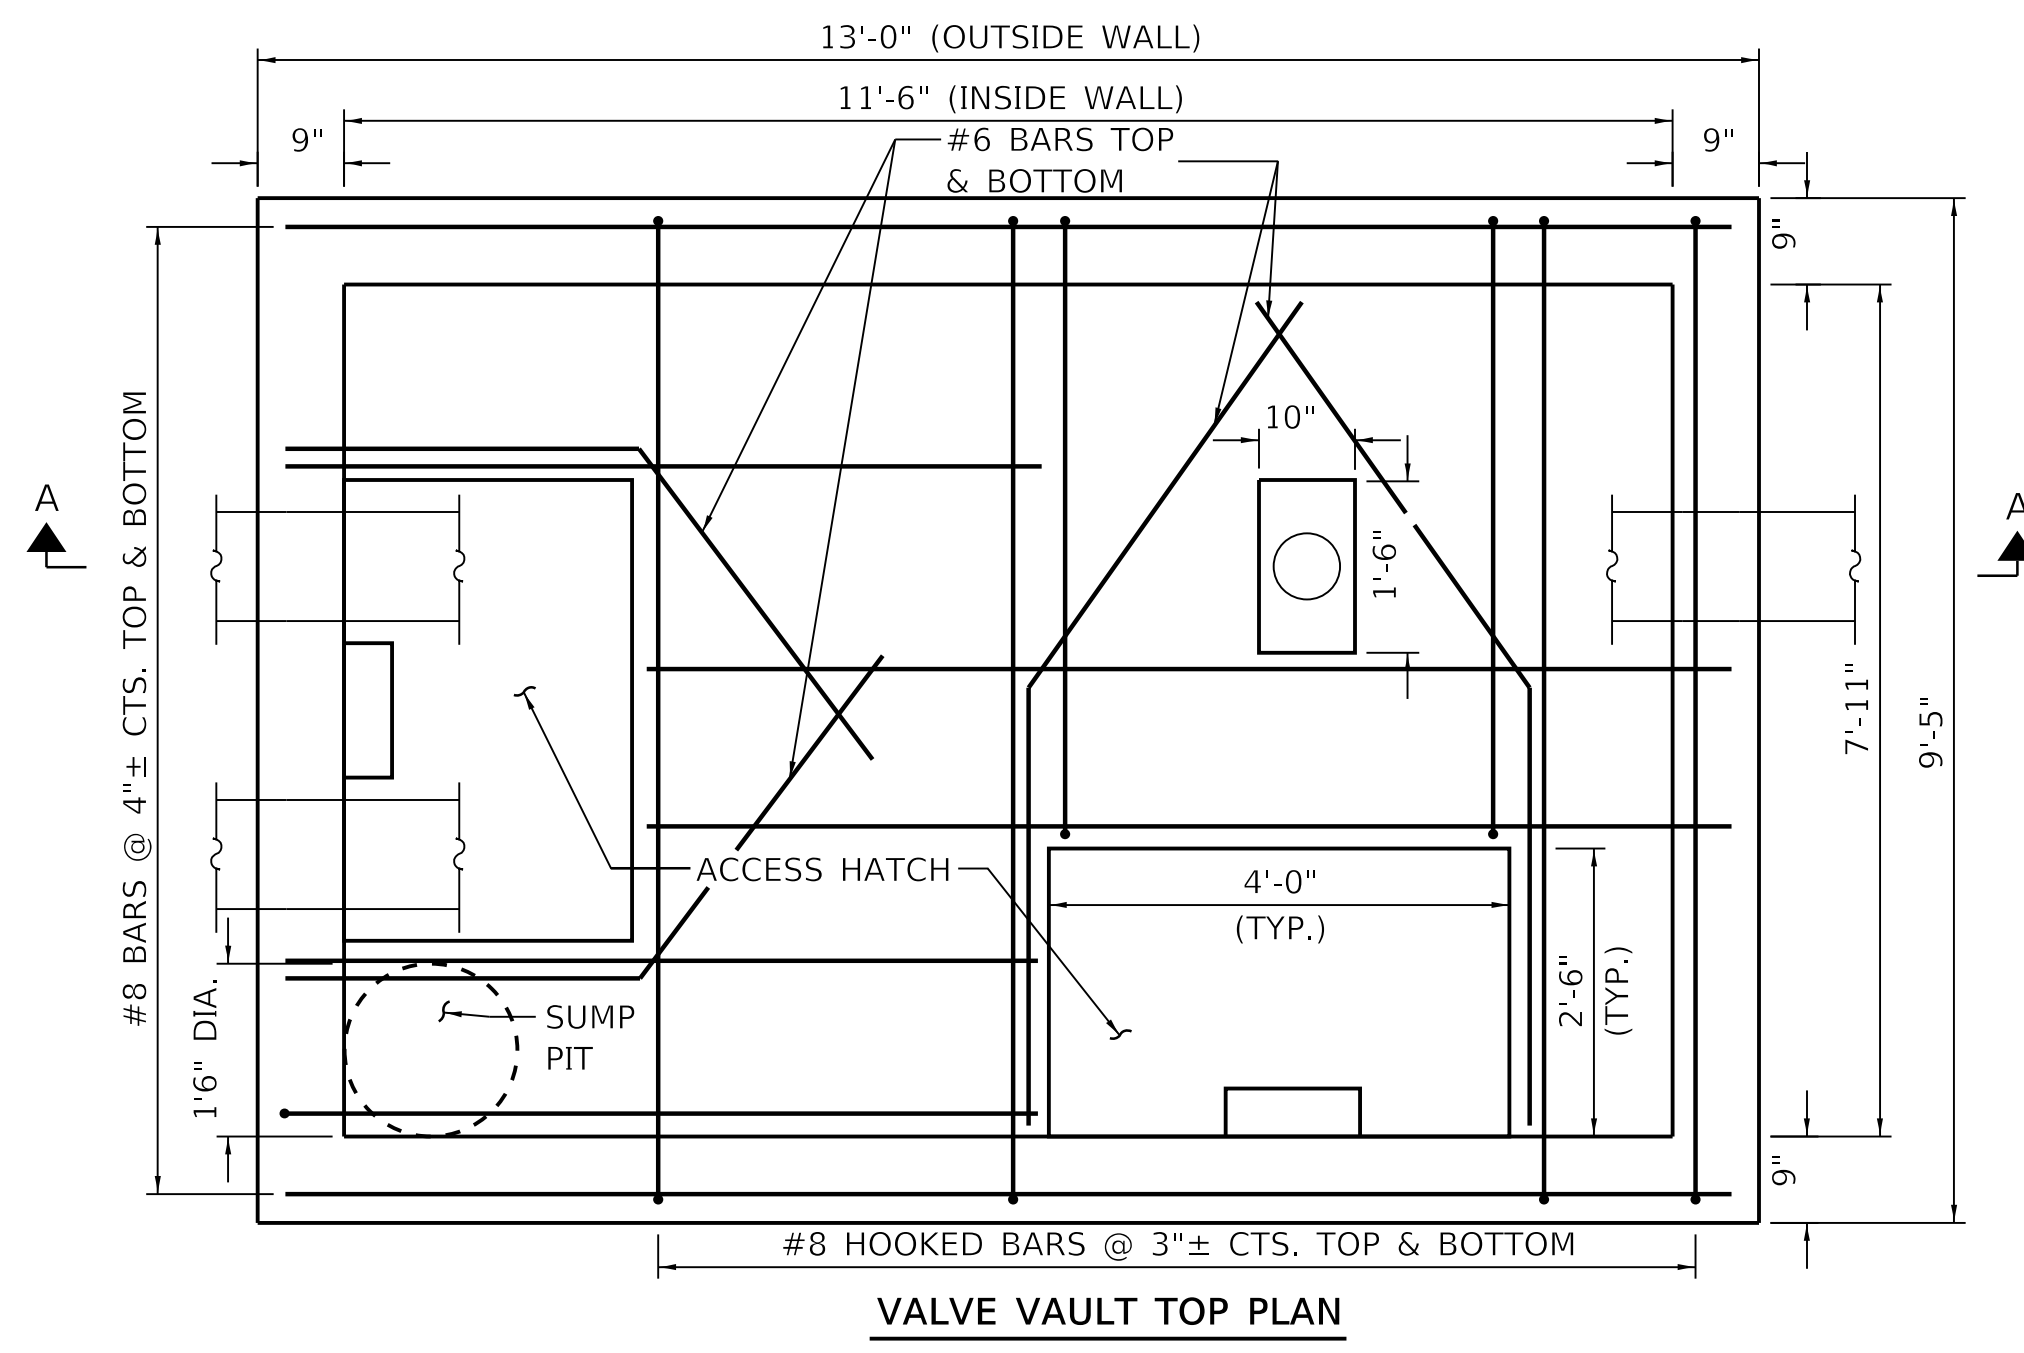 13'-0" (OUTSIDE WALL)
11'-6" (INSIDE WALL)
9"
#6 BARS TOP
& BOTTOM
9"
9"
10"
A
A
1'-6"
#8 BARS @ 4"± CTS. TOP & BOTTOM
7'-11"
9'-5"
ACCESS HATCH
4'-0"
(TYP.)
2'-6"
(TYP.)
1'6" DIA.
SUMP
PIT
9"
#8 HOOKED BARS @ 3"± CTS. TOP & BOTTOM
VALVE VAULT TOP PLAN